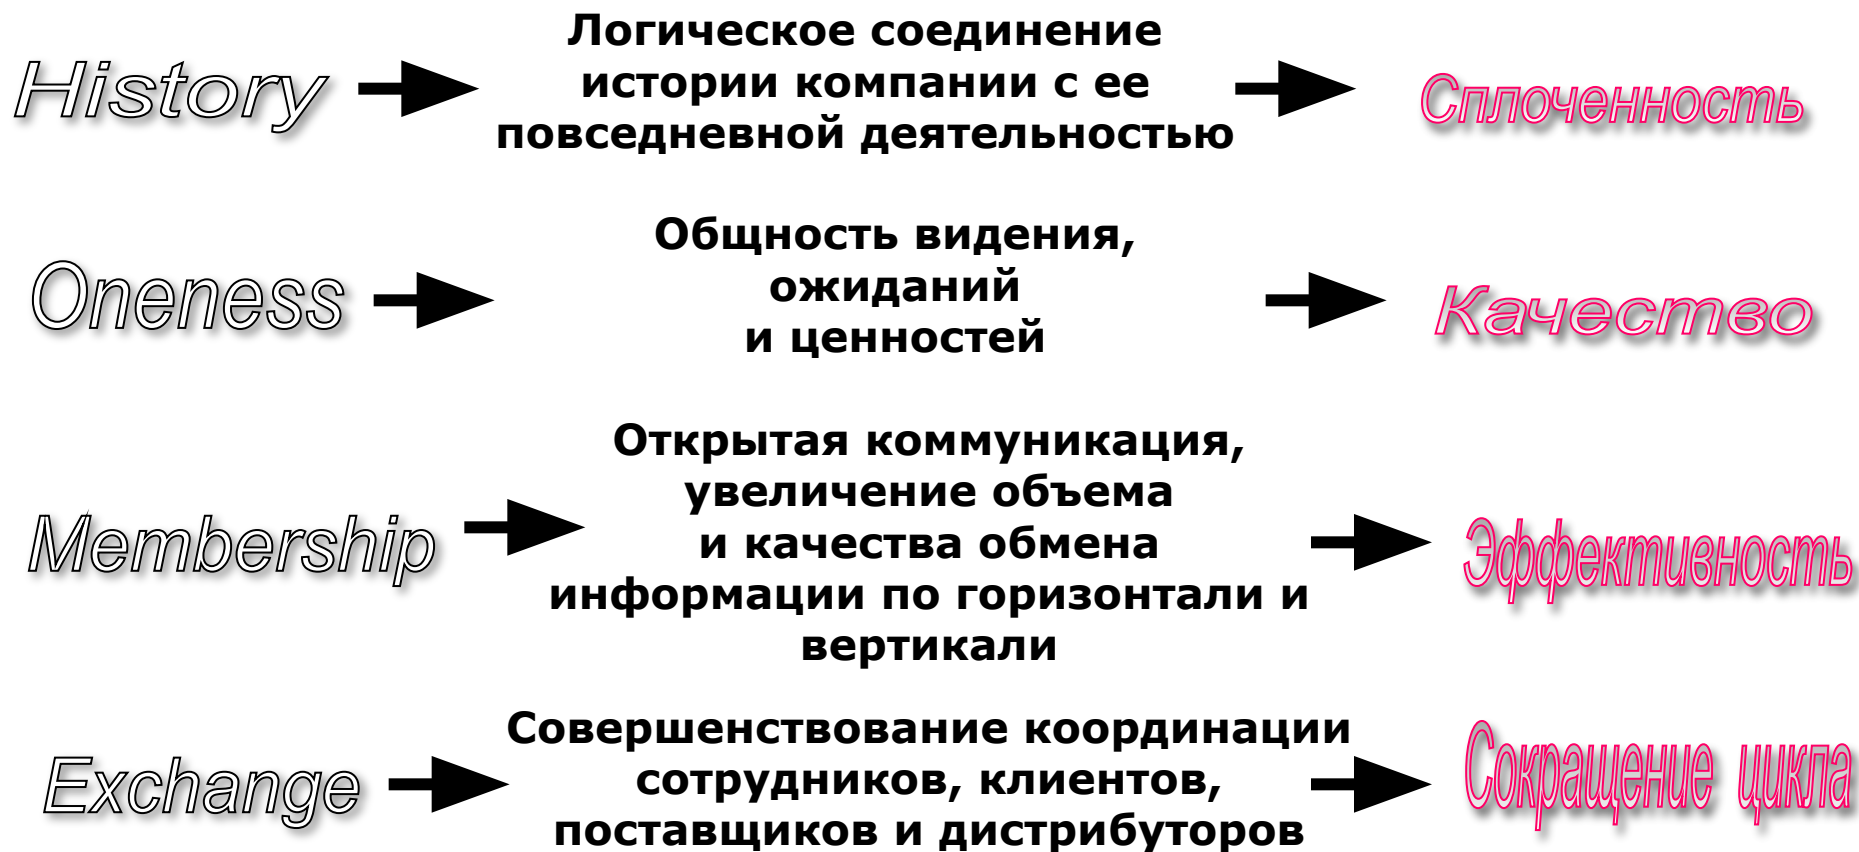 History
Логическое соединение
истории компании с ее
повседневной деятельностью
Сплоченность
Oneness
Общность видения,
ожиданий
и ценностей
Качество
Membership
Открытая коммуникация,
увеличение объема
и качества обмена
информации по горизонтали и
вертикали
Эффективность
Exchange
Совершенствование координации
сотрудников, клиентов,
поставщиков и дистрибуторов
Сокращение цикла